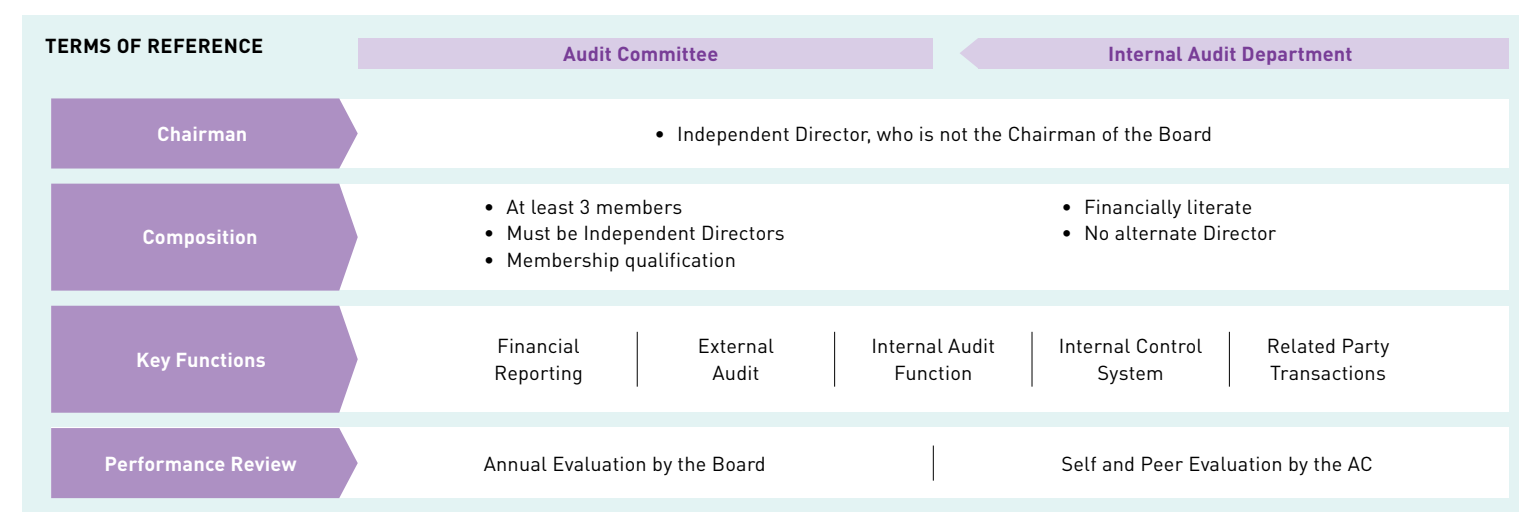 TERMS OF REFERENCE
Audit Committee
Internal Audit Department
Chairman
• Independent Director, who is not the Chairman of the Board
Composition
• At least 3 members
• Must be Independent Directors
• Membership qualification
• Financially literate
• No alternate Director
Key Functions
Financial
Reporting
External
Audit
Internal Audit
Function
Internal Control
System
Related Party
Transactions
Performance Review
Annual Evaluation by the Board
Self and Peer Evaluation by the AC